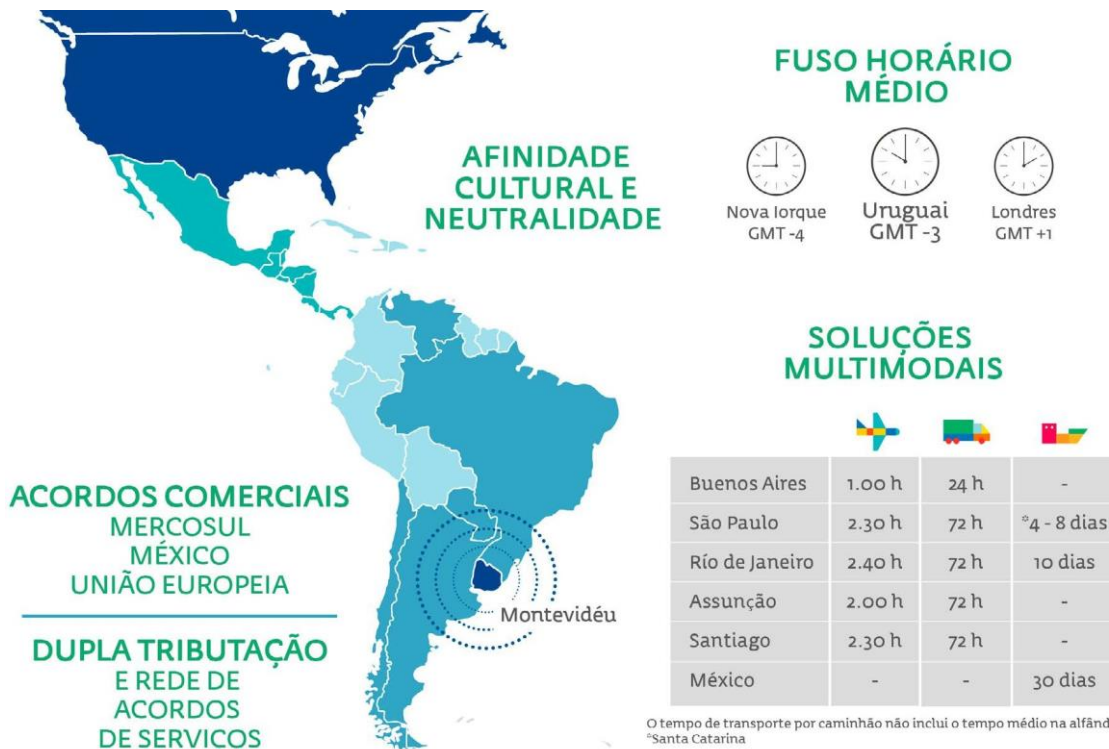 AFINIDADE
CULTURAL E
NEUTRALIDADE
FUSO HORÁRIO
MÉDIO
Nova Iorque
GMT -4
Uruguai
GMT -3
Londres
GMT +1
SOLUÇÕES
MULTIMODAIS
Buenos Aires 1.00 h 24 h -
São Paulo 2.30 h 72 h *4 - 8 dias
Río de Janeiro 2.40 h 72 h 10 dias
Assunção 2.00 h 72 h -
Santiago 2.30 h 72 h -
México - - 30 dias
O tempo de transporte por caminhão não inclui o tempo médio na alfând
*Santa Catarina
Montevidéu
ACORDOS COMERCIAIS
MERCOSUL
MÉXICO
UNIÃO EUROPEIA
DUPLA TRIBUTAÇÃO
E REDE DE
ACORDOS
DE SERVICOS